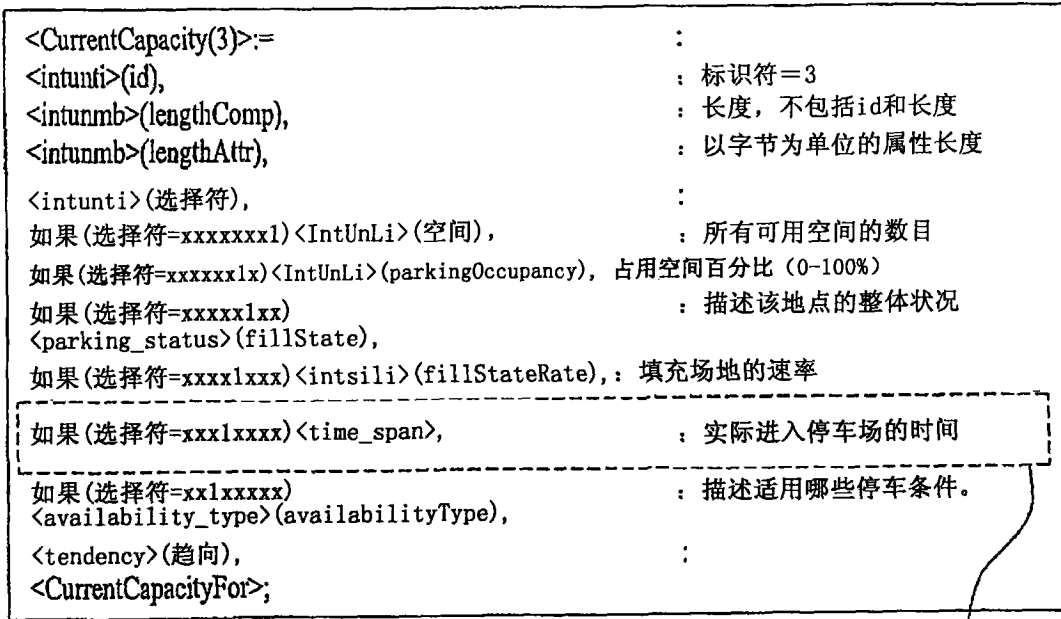 <CurrentCapacity(3)>:= :
<intunti>(id), : 标识符=3
<intunmb>(lengthComp), : 长度，不包括id和长度
<intunmb>(lengthAttr), : 以字节为单位的属性长度
<intunti>(选择符), :
如果(选择符=xxxxxxx1)<IntUnLi>(空间), : 所有可用空间的数目
如果(选择符=xxxxxx1x)<IntUnLi>(parkingOccupancy), 占用空间百分比（0-100%）
如果(选择符=xxxxx1xx) : 描述该地点的整体状况
<parking_status>(fillState),
如果(选择符=xxxx1xxx)<intsili>(fillStateRate),: 填充场地的速率
如果(选择符=xxx1xxxx)<time_span>, : 实际进入停车场的时间
如果(选择符=xx1xxxxx) : 描述适用哪些停车条件。
<availability_type>(availabilityType),
<tendency>(趋向), :
<CurrentCapacityFor>;